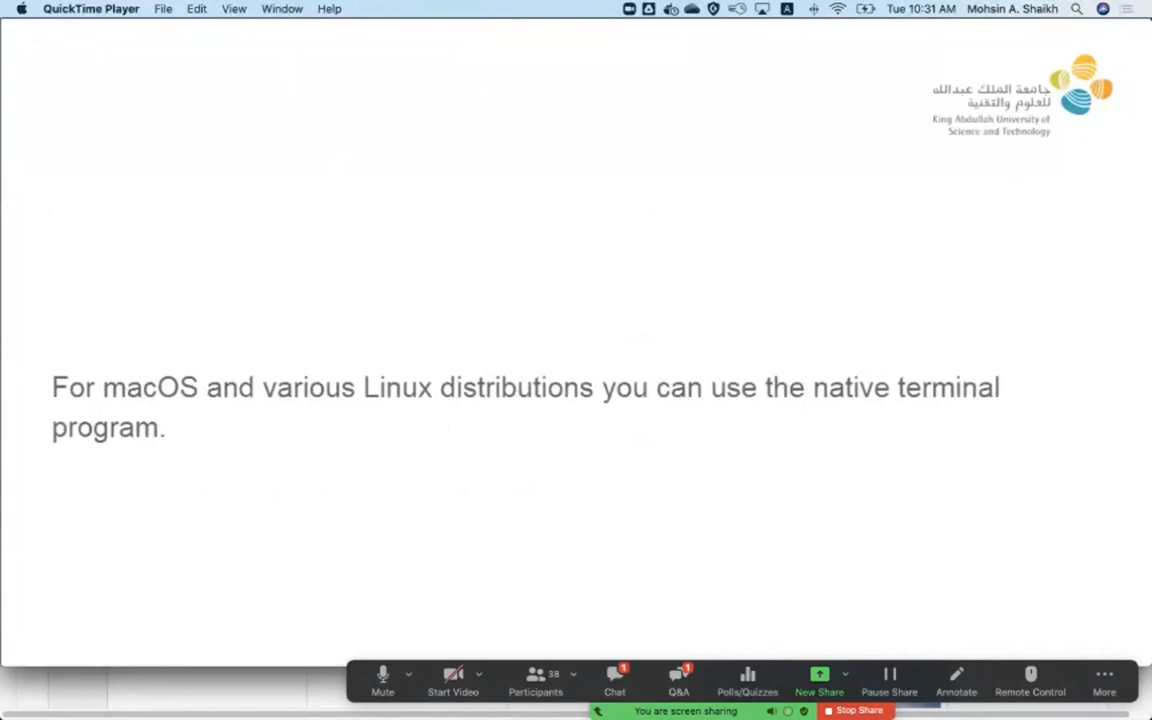 QuickTime Player File Edit View Window Help Tue 10:31 AM Mohsin A. Shaikh
جامعة الملك عبدالله
للعلوم والتقنية
King Abdullah University of
Science and Technology
For macOS and various Linux distributions you can use the native terminal
program.
38 1 1
Mute Start Video Participants Chat Q&A Polls/Quizzes New Share Pause Share Annotate Remote Control More
You are screen sharing Stop Share